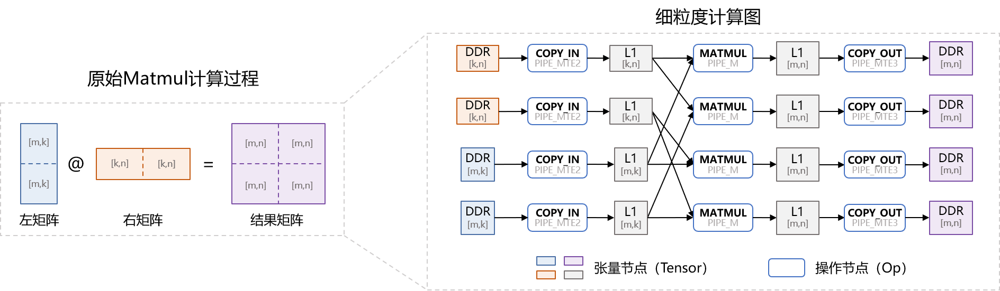 细粒度计算图
原始Matmul计算过程
[m,k]
[m,k]
左矩阵
@
[k,n] [k,n]
右矩阵
=
[m,n] [m,n]
[m,n] [m,n]
结果矩阵
DDR
[k,n]
COPY_IN
PIPE_MTE2
L1
[k,n]
MATMUL
PIPE_M
L1
[m,n]
COPY_OUT
PIPE_MTE3
DDR
[m,n]
DDR
[k,n]
COPY_IN
PIPE_MTE2
L1
[k,n]
MATMUL
PIPE_M
L1
[m,n]
COPY_OUT
PIPE_MTE3
DDR
[m,n]
DDR
[m,k]
COPY_IN
PIPE_MTE2
L1
[m,k]
MATMUL
PIPE_M
L1
[m,n]
COPY_OUT
PIPE_MTE3
DDR
[m,n]
DDR
[m,k]
COPY_IN
PIPE_MTE2
L1
[m,k]
MATMUL
PIPE_M
L1
[m,n]
COPY_OUT
PIPE_MTE3
DDR
[m,n]
张量节点（Tensor）
操作节点（Op）